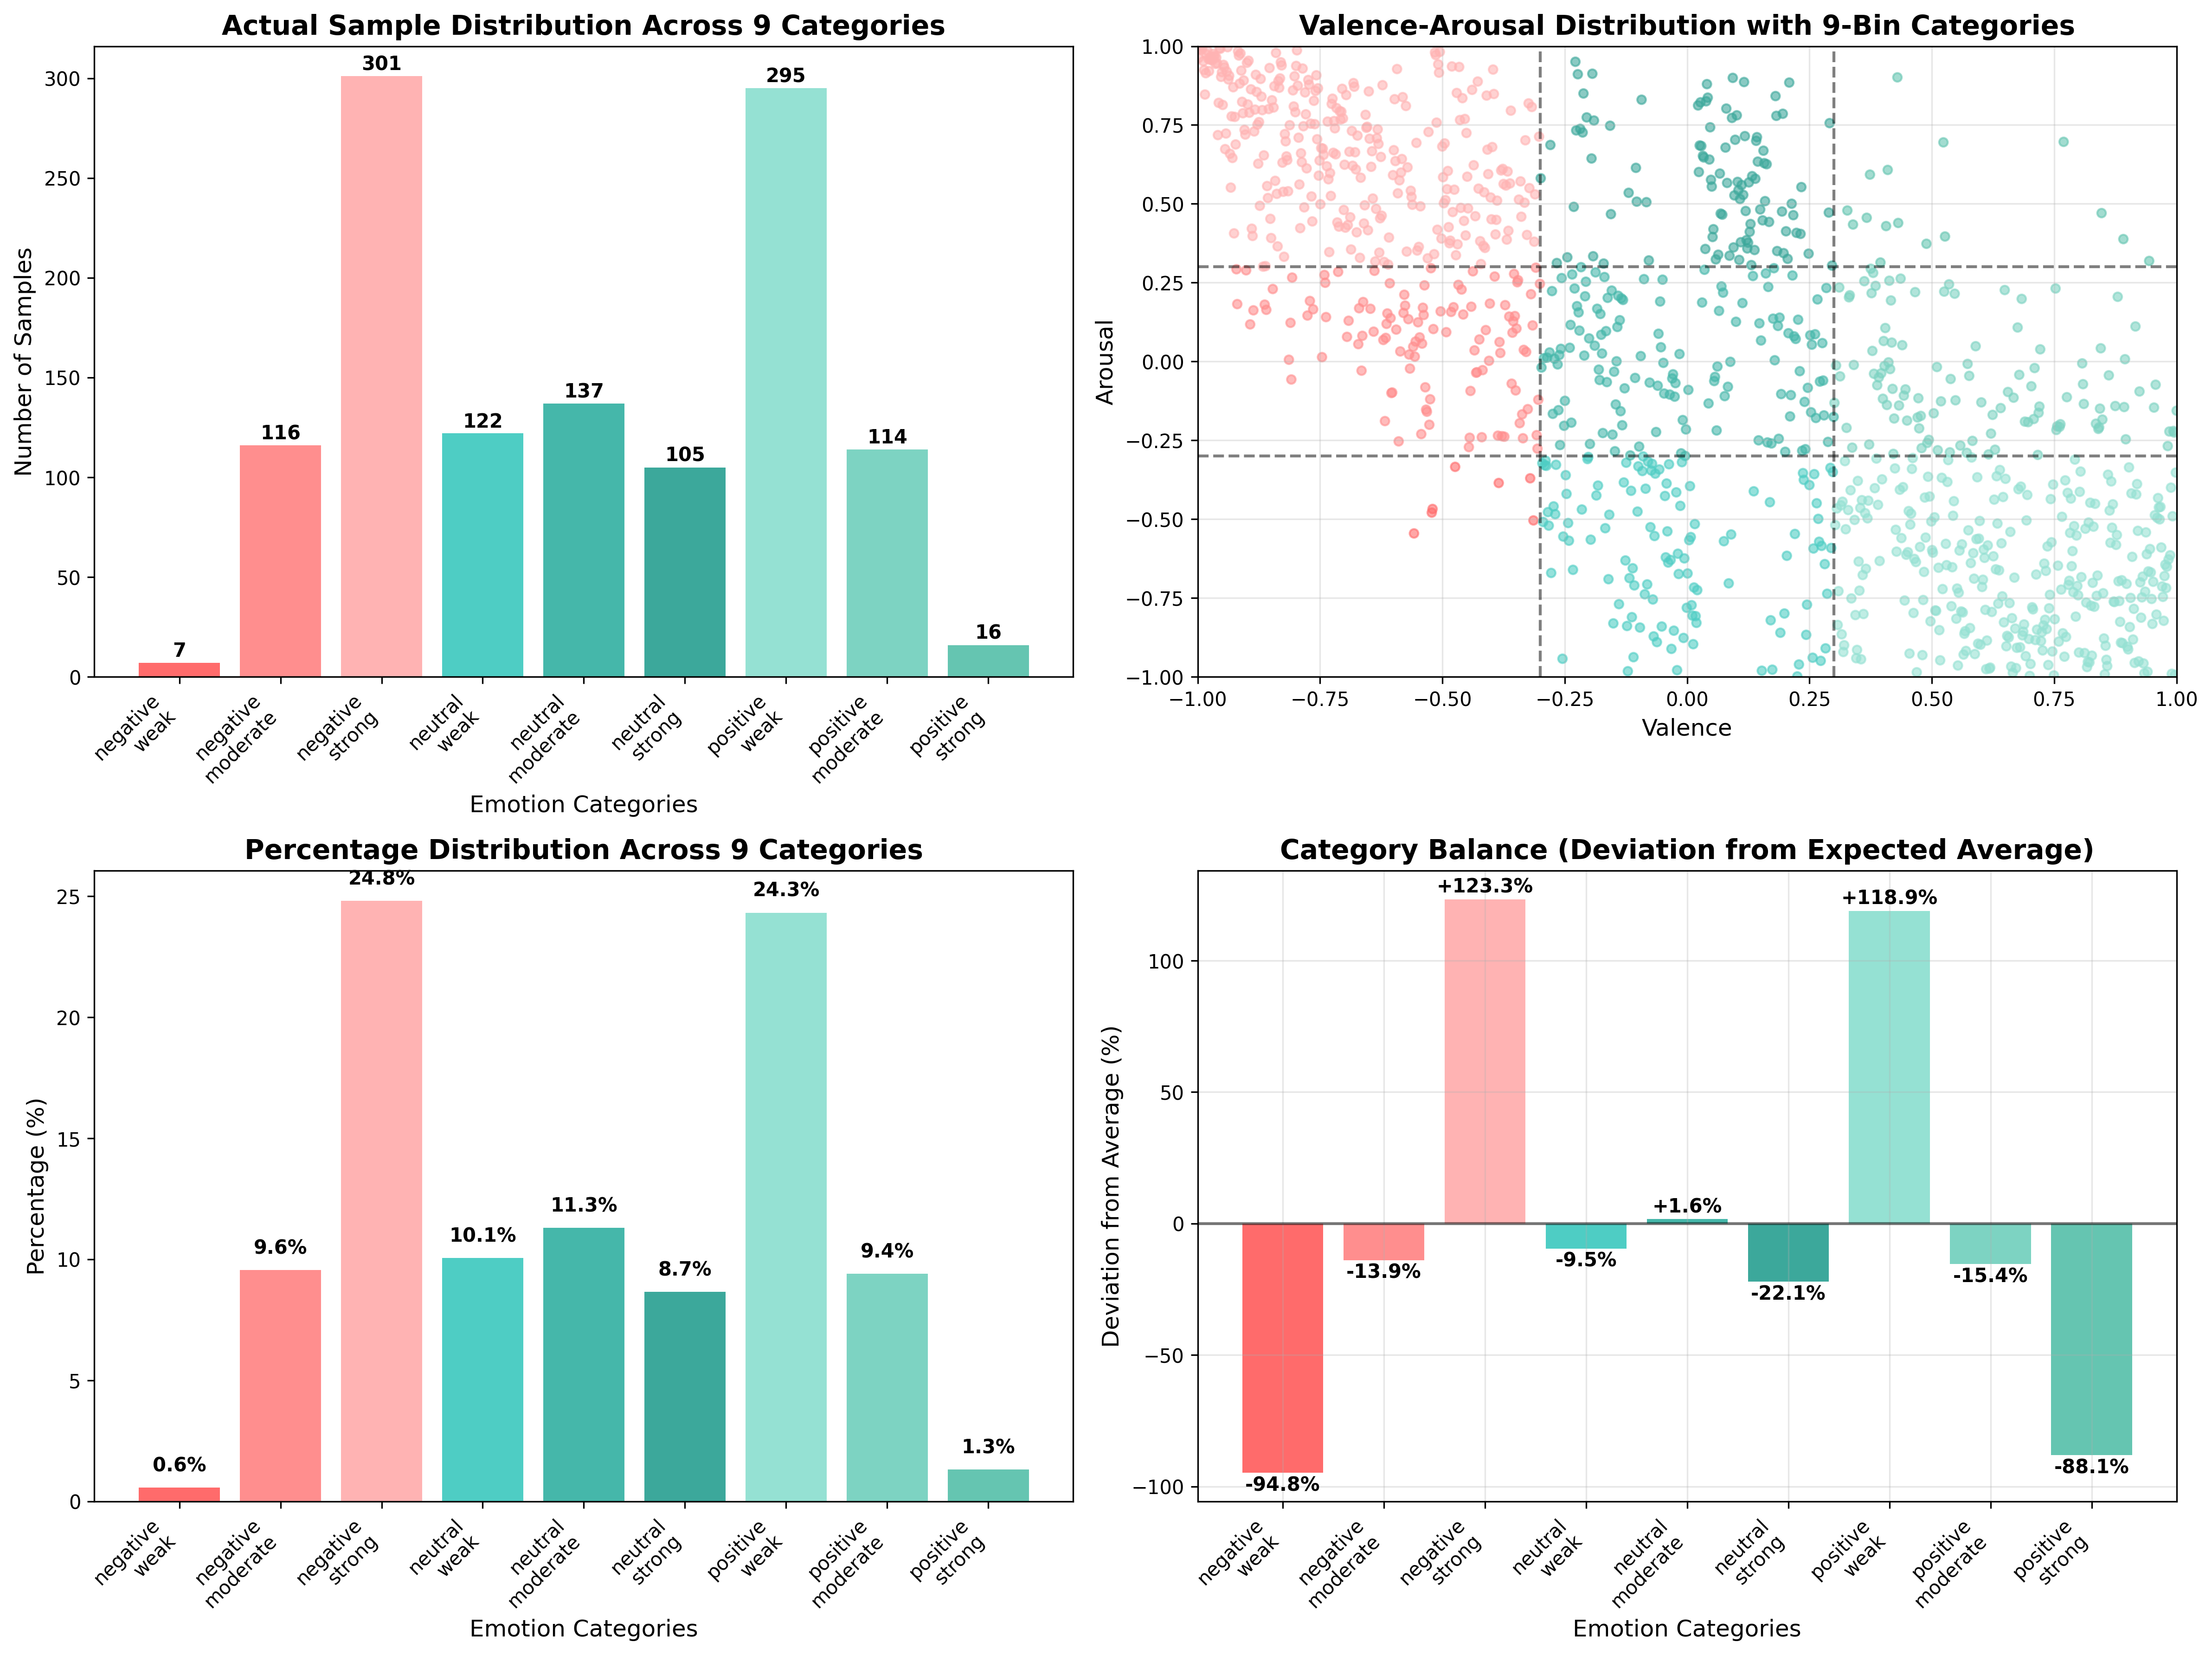 Actual Sample Distribution Across 9 Categories
Number of Samples
300
250
200
150
100
50
0
7
116
301
122
137
105
295
114
16
negative
weak
negative
moderate
negative
strong
neutral
weak
neutral
moderate
neutral
strong
positive
weak
positive
moderate
positive
strong
Emotion Categories
Valence-Arousal Distribution with 9-Bin Categories
Arousal
1.00
0.75
0.50
0.25
0.00
−0.25
−0.50
−0.75
−1.00
−1.00
−0.75
−0.50
−0.25
0.00
0.25
0.50
0.75
1.00
Valence
Percentage Distribution Across 9 Categories
Percentage (%)
25
20
15
10
5
0
0.6%
9.6%
24.8%
10.1%
11.3%
8.7%
24.3%
9.4%
1.3%
negative
weak
negative
moderate
negative
strong
neutral
weak
neutral
moderate
neutral
strong
positive
weak
positive
moderate
positive
strong
Emotion Categories
Category Balance (Deviation from Expected Average)
Deviation from Average (%)
100
50
0
−50
−100
-94.8%
-13.9%
+123.3%
-9.5%
+1.6%
-22.1%
+118.9%
-15.4%
-88.1%
negative
weak
negative
moderate
negative
strong
neutral
weak
neutral
moderate
neutral
strong
positive
weak
positive
moderate
positive
strong
Emotion Categories